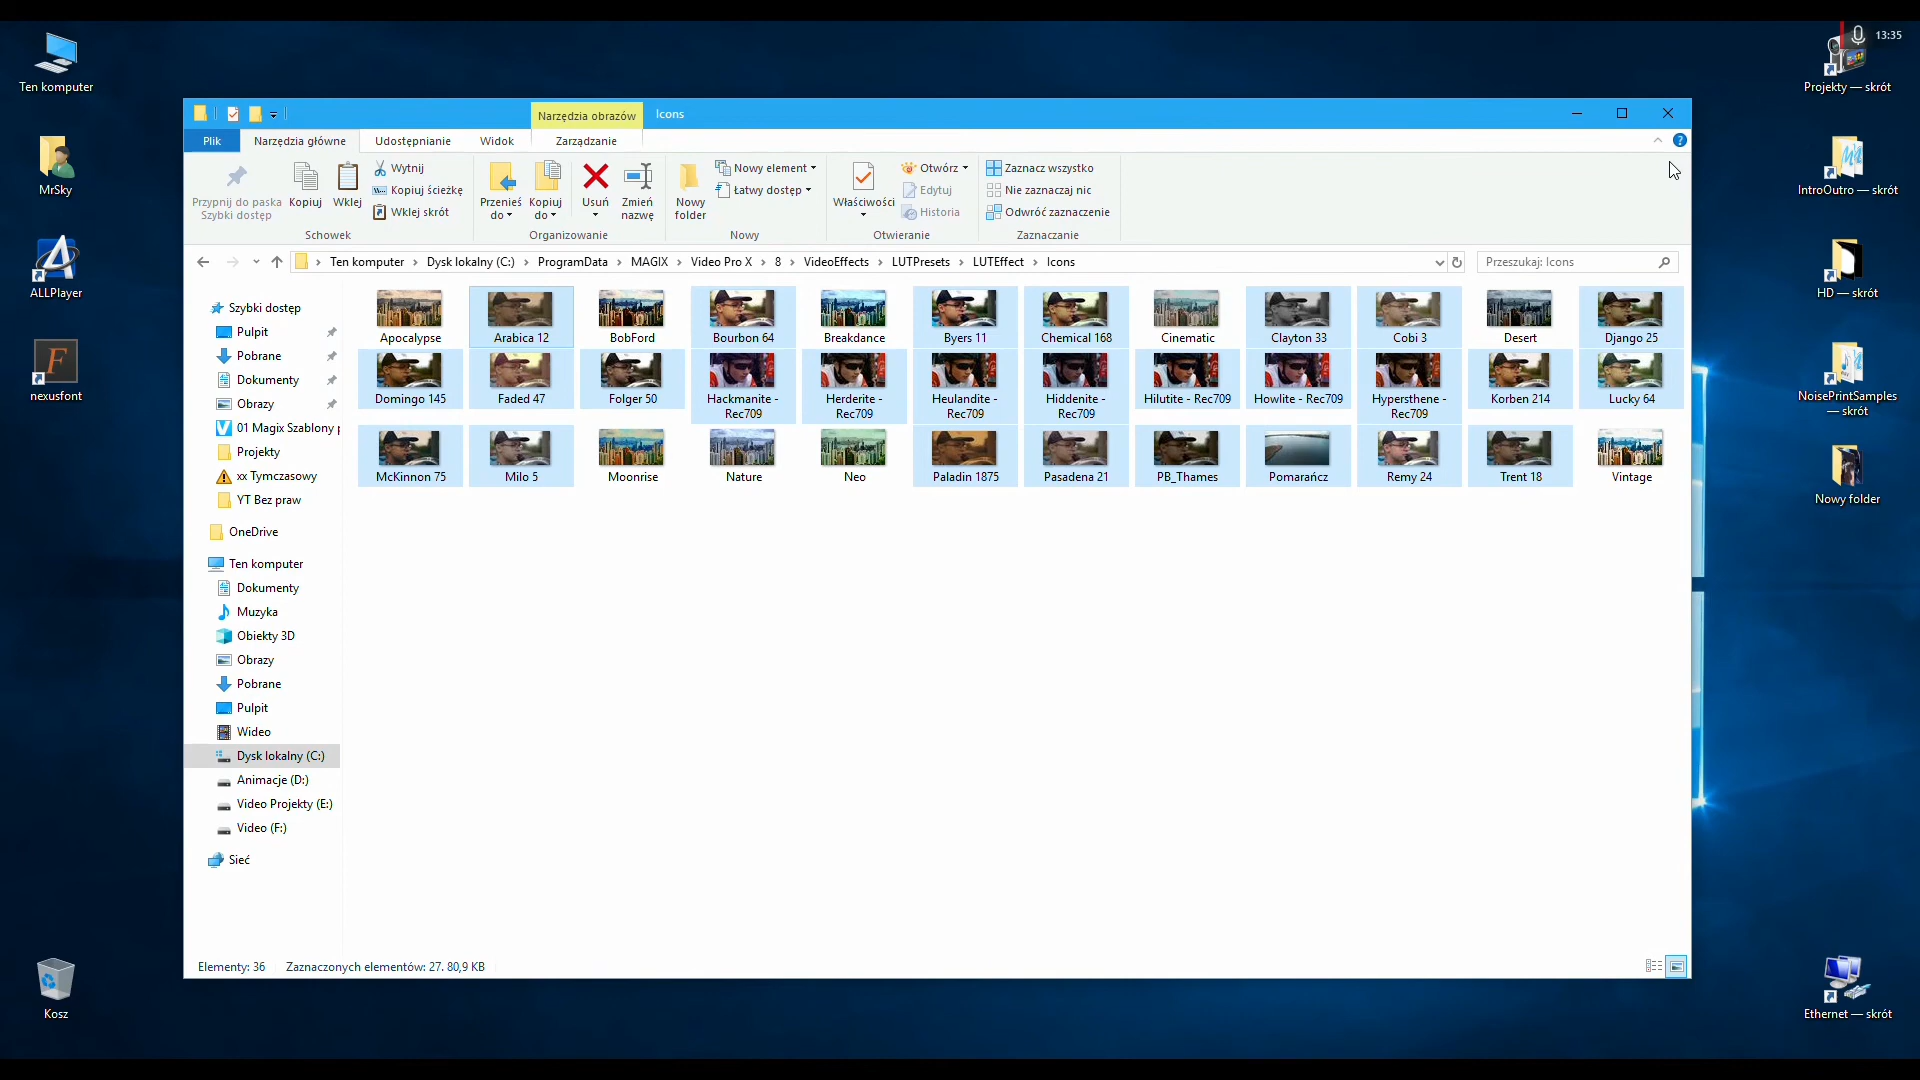 Ten komputer
MrSky
ALLPlayer
nexusfont
Kosz
13:35
Projekty — skrót
IntroOutro — skrót
HD — skrót
NoisePrintSamples
— skrót
Nowy folder
Ethernet — skrót
Narzędzia obrazów
Icons
Plik
Narzędzia główne
Udostępnianie
Widok
Zarządzanie
Przypnij do paska
Szybki dostęp
Kopiuj
Wklej
Wytnij
Kopiuj ścieżkę
Wklej skrót
Schowek
Przenieś
do
Kopiuj
do
Usuń
Zmień
nazwę
Organizowanie
Nowy
folder
Nowy element
Łatwy dostęp
Nowy
Właściwości
Otwórz
Edytuj
Historia
Otwieranie
Zaznacz wszystko
Nie zaznaczaj nic
Odwróć zaznaczenie
Zaznaczanie
Ten komputer > Dysk lokalny (C:) > ProgramData > MAGIX > Video Pro X > 8 > VideoEffects > LUTPresets > LUTEffect > Icons
Przeszukaj: Icons
Szybki dostęp
Pulpit
Pobrane
Dokumenty
Obrazy
01 Magix Szablony p
Projekty
xx Tymczasowy
YT Bez praw
OneDrive
Ten komputer
Dokumenty
Muzyka
Obiekty 3D
Obrazy
Pobrane
Pulpit
Wideo
Dysk lokalny (C:)
Animacje (D:)
Video Projekty (E:)
Video (F:)
Sieć
Apocalypse
Arabica 12
BobFord
Bourbon 64
Breakdance
Byers 11
Chemical 168
Cinematic
Clayton 33
Cobi 3
Desert
Django 25
Domingo 145
Faded 47
Folger 50
Hackmanite -
Rec709
Herderite -
Rec709
Heulandite -
Rec709
Hiddenite -
Rec709
Hilutite - Rec709
Howlite - Rec709
Hypersthene -
Rec709
Korben 214
Lucky 64
McKinnon 75
Milo 5
Moonrise
Nature
Neo
Paladin 1875
Pasadena 21
PB_Thames
Pomarańcz
Remy 24
Trent 18
Vintage
Elementy: 36
Zaznaczonych elementów: 27. 80,9 KB